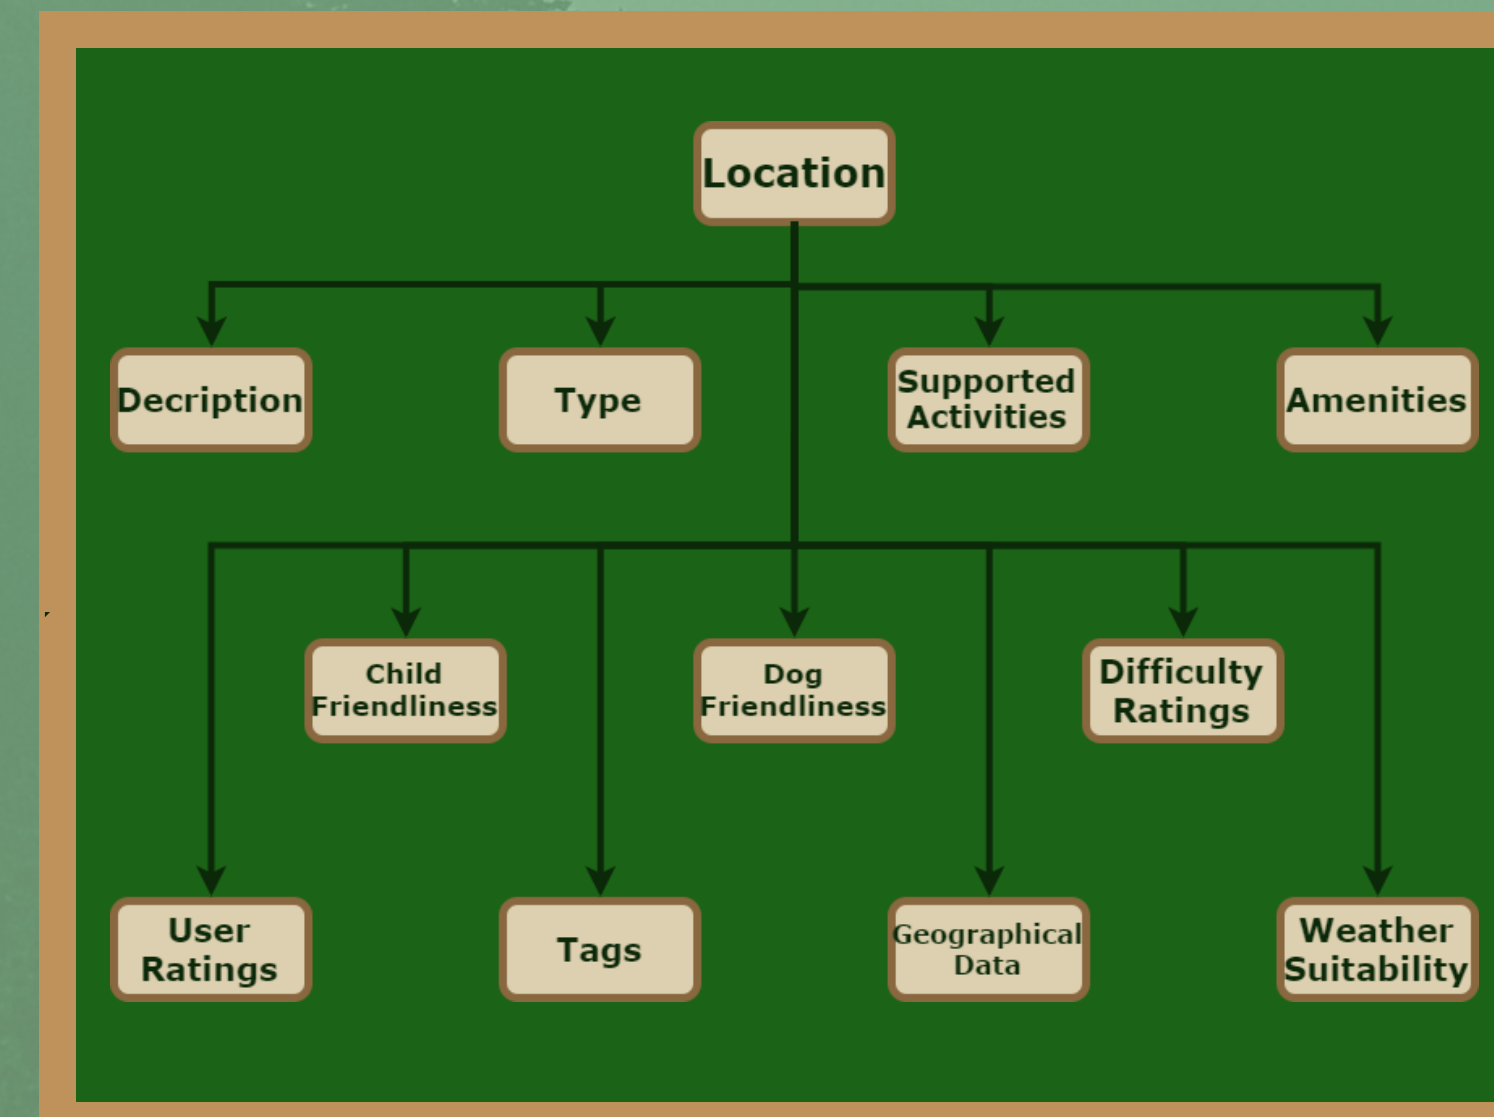 Location
Decription
Type
Supported
Activities
Amenities
Child
Friendliness
Dog
Friendliness
Difficulty
Ratings
User
Ratings
Tags
Geographical
Data
Weather
Suitability